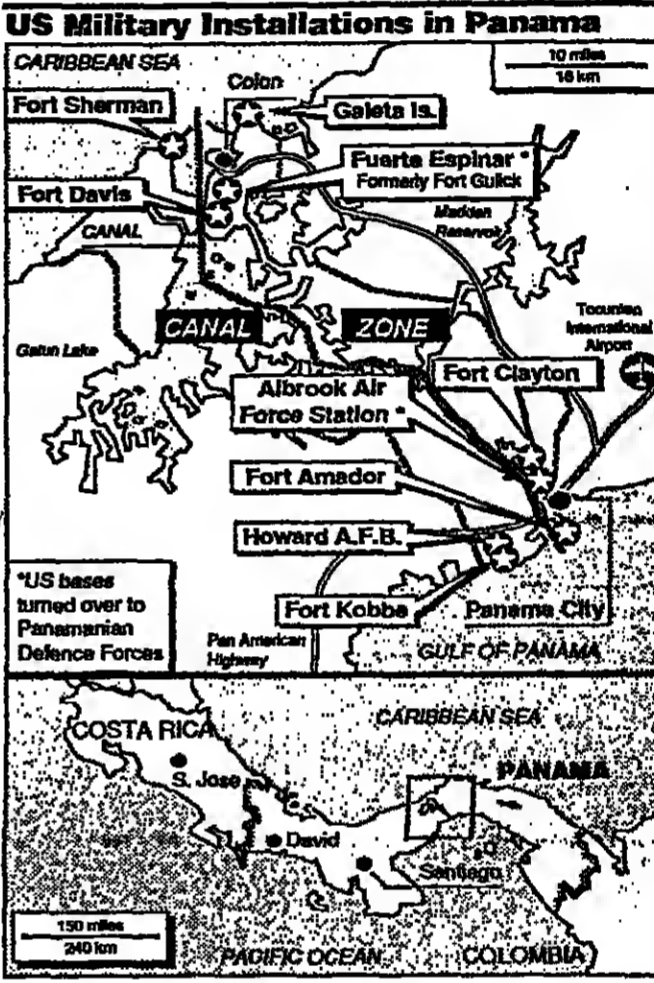 US Military Installations in Panama
CARIBBEAN SEA
10 miles
16 km
Colon
Fort Sherman
Galeta Is.
Fuerte Espinar *
Formerly Fort Gulick
Fort Davis
Madden
Reservoir
CANAL
CANAL ZONE
Gatun Lake
Tocumen
International
Airport
Fort Clayton
Albrook Air
Force Station *
Fort Amador
Howard A.F.B.
*US bases
turned over to
Panamanian
Defence Forces
Fort Kobbe
Panama City
Pan American
Highway
GULF OF PANAMA
COSTA RICA
CARIBBEAN SEA
S. Jose
PANAMA
David
Santiago
150 miles
240 km
PACIFIC OCEAN
COLOMBIA